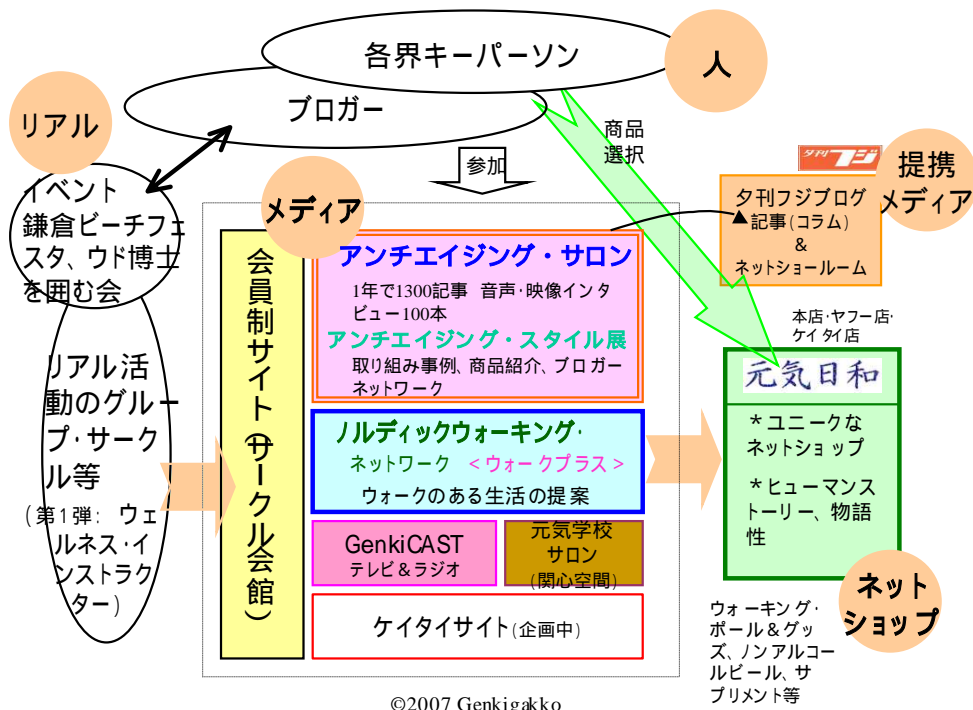 各界キーパーソン
人
ブロガー
リアル
商品
選択
参加
夕刊フジ
提携
メディア
イベント
鎌倉ビーチフェ
スタ、ウド博士
を囲む会
メディア
夕刊フジブログ
記事(コラム)
&
ネットショールーム
会員制サイト(サークル会館)
アンチエイジング・サロン
1年で1300記事 音声・映像インタ
ビュー100本
アンチエイジング・スタイル展
取り組み事例、商品紹介、ブロガー
ネットワーク
本店・ヤフー店・
ケイタイ店
元気日和
*ユニークな
ネットショップ
*ヒューマンス
トーリー、物語
性
リアル活
動のグルー
プ・サーク
ル等
(第1弾: ウェ
ルネス・イ
ンストラク
ター)
ノルディックウォーキング・
ネットワーク <ウォークプラス>
ウォークのある生活の提案
GenkiCAST
テレビ&ラジオ
元気学校
サロン
(関心空間)
ケイタイサイト(企画中)
ネット
ショップ
ウォーキング・
ポール&グッ
ズ、ノンアルコー
ルビール、サ
プリメント等
©2007 Genkigakko